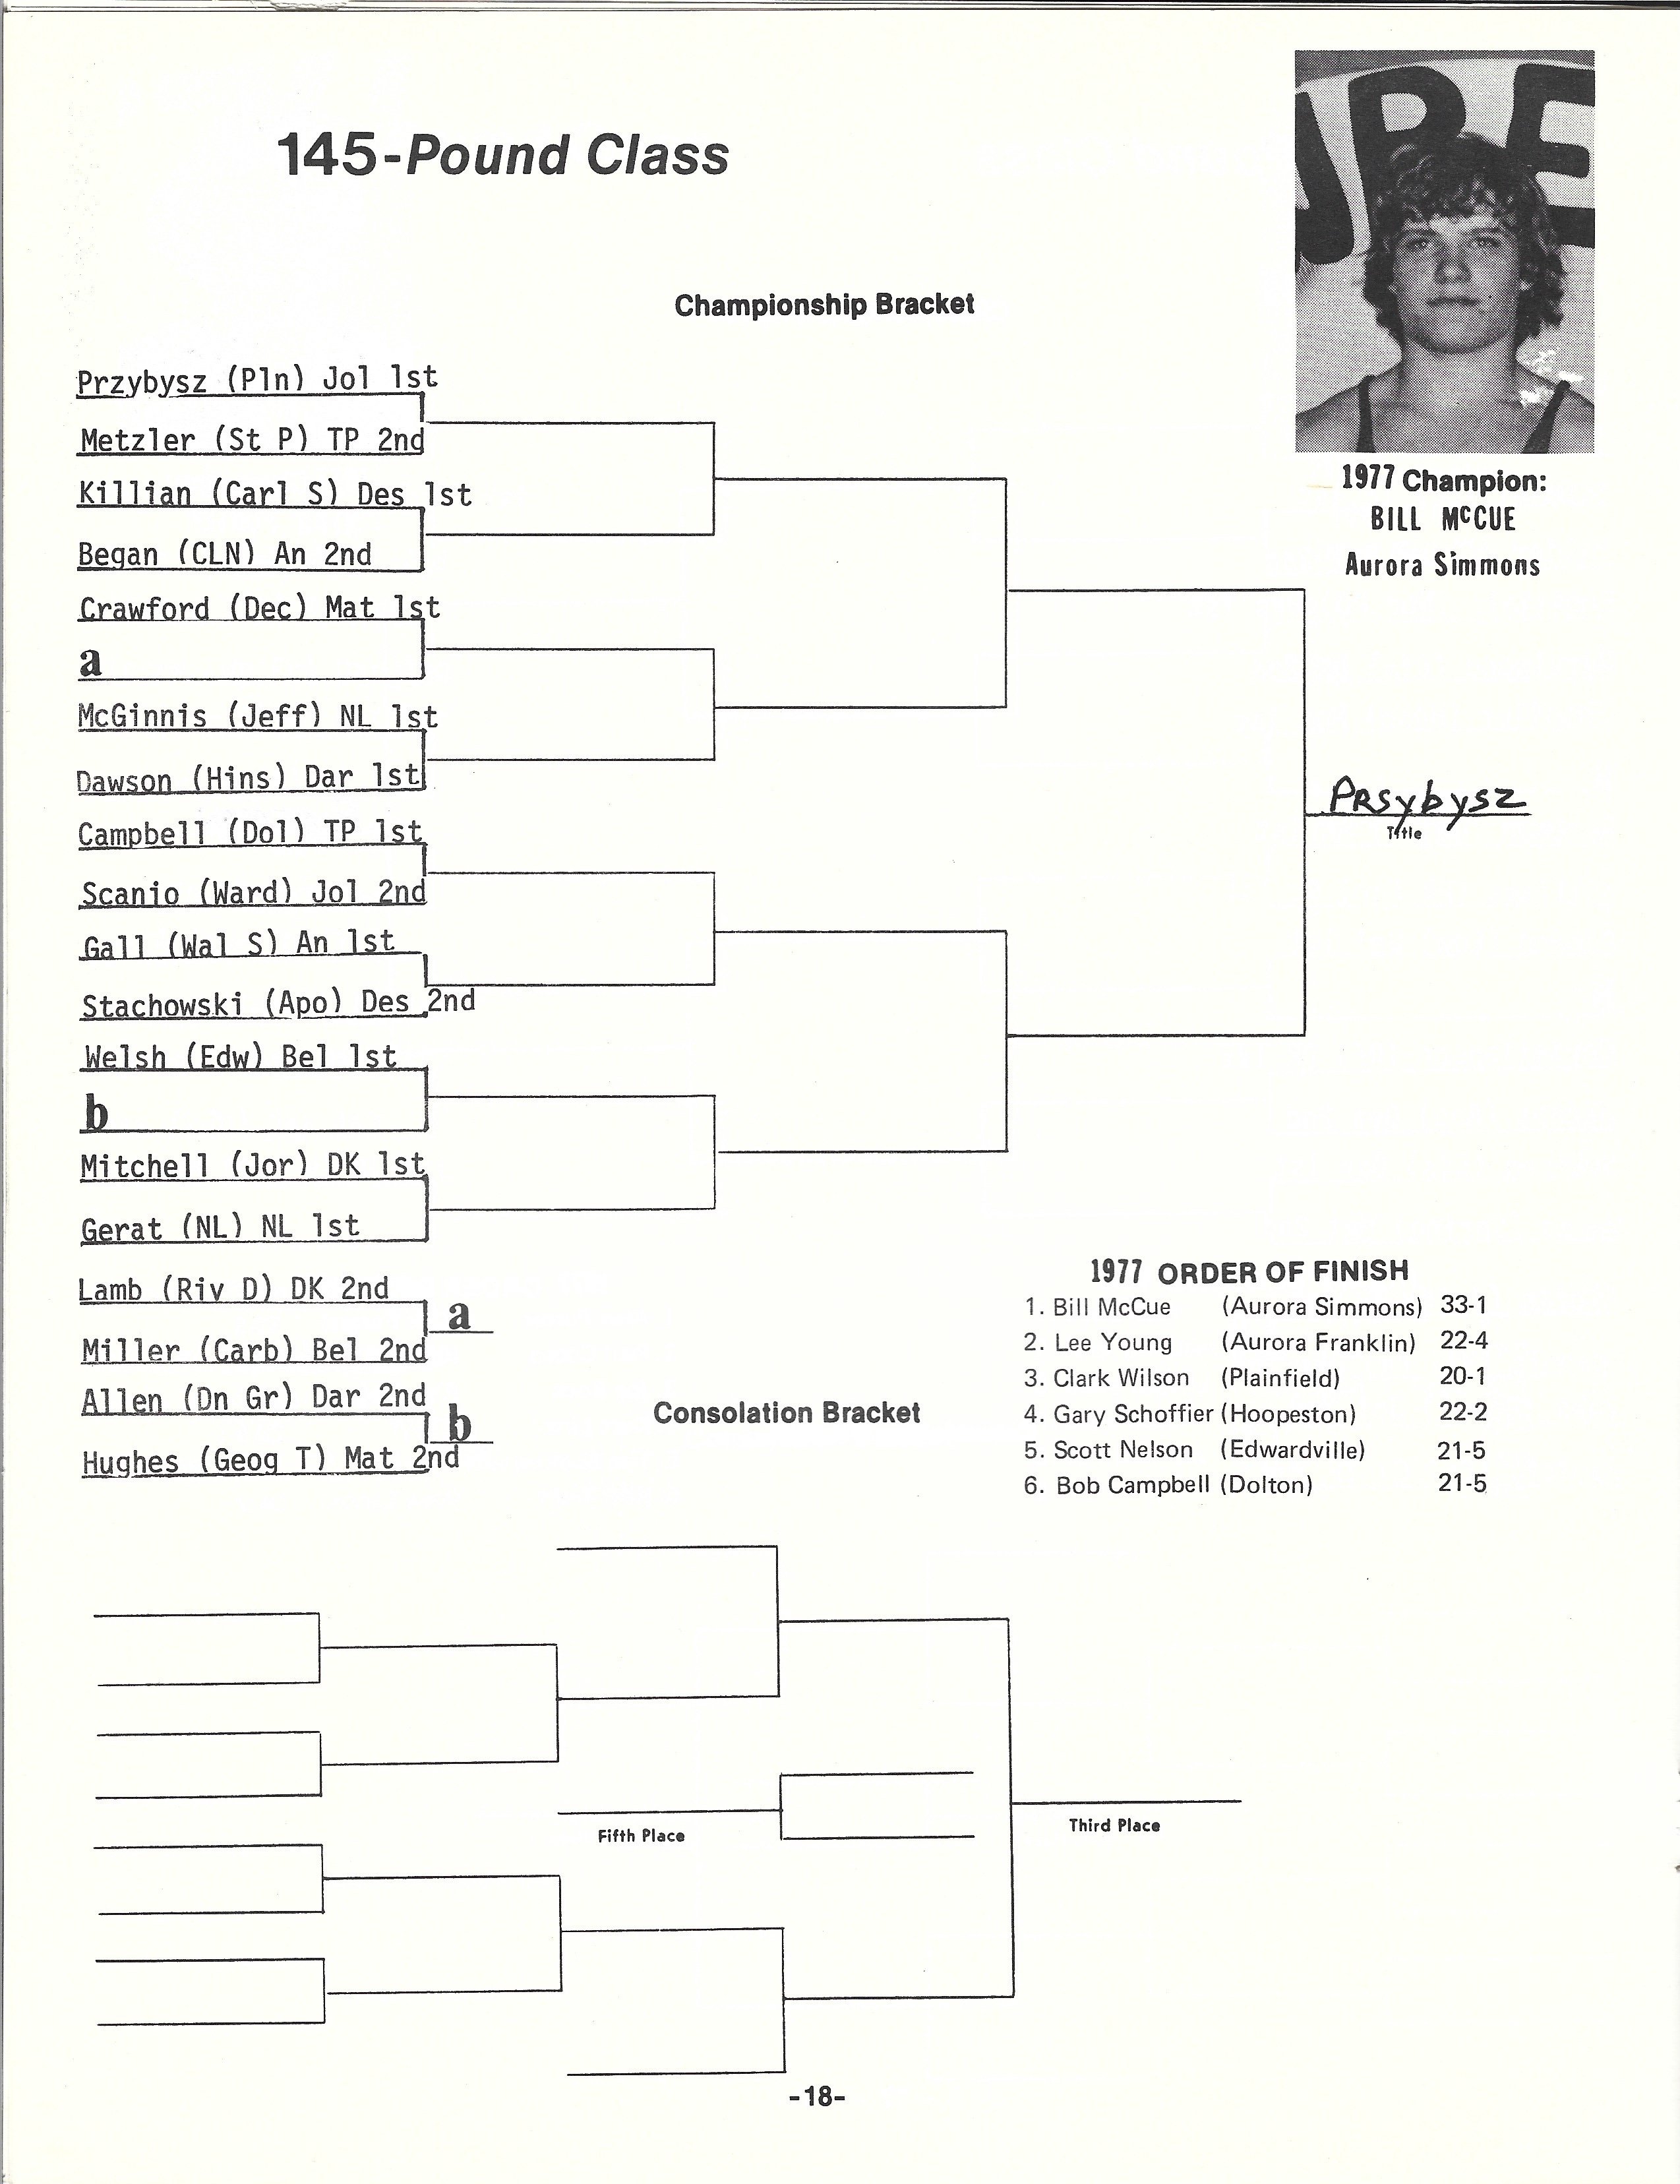 145-Pound Class
Championship Bracket
Przybysz (Pln) Jol 1st
Metzler (St P) TP 2nd
Killian (Carl S) Des 1st
Began (CLN) An 2nd
Crawford (Dec) Mat 1st
a
McGinnis (Jeff) NL 1st
Dawson (Hins) Dar 1st
Campbell (Dol) TP 1st
Scanio (Ward) Jol 2nd
Gall (Wal S) An 1st
Stachowski (Apo) Des 2nd
Welsh (Edw) Bel 1st
b
Mitchell (Jor) DK 1st
Gerat (NL) NL 1st
Lamb (Riv D) DK 2nd
a
Miller (Carb) Bel 2nd
Allen (Dn Gr) Dar 2nd
b
Hughes (Geog T) Mat 2nd
1977 Champion:
BILL McCUE
Aurora Simmons
PRSybysz
Title
1977 ORDER OF FINISH
1. Bill McCue (Aurora Simmons) 33-1
2. Lee Young (Aurora Franklin) 22-4
3. Clark Wilson (Plainfield) 20-1
4. Gary Schoffier (Hoopeston) 22-2
5. Scott Nelson (Edwardville) 21-5
6. Bob Campbell (Dolton) 21-5
Consolation Bracket
Fifth Place
Third Place
-18-